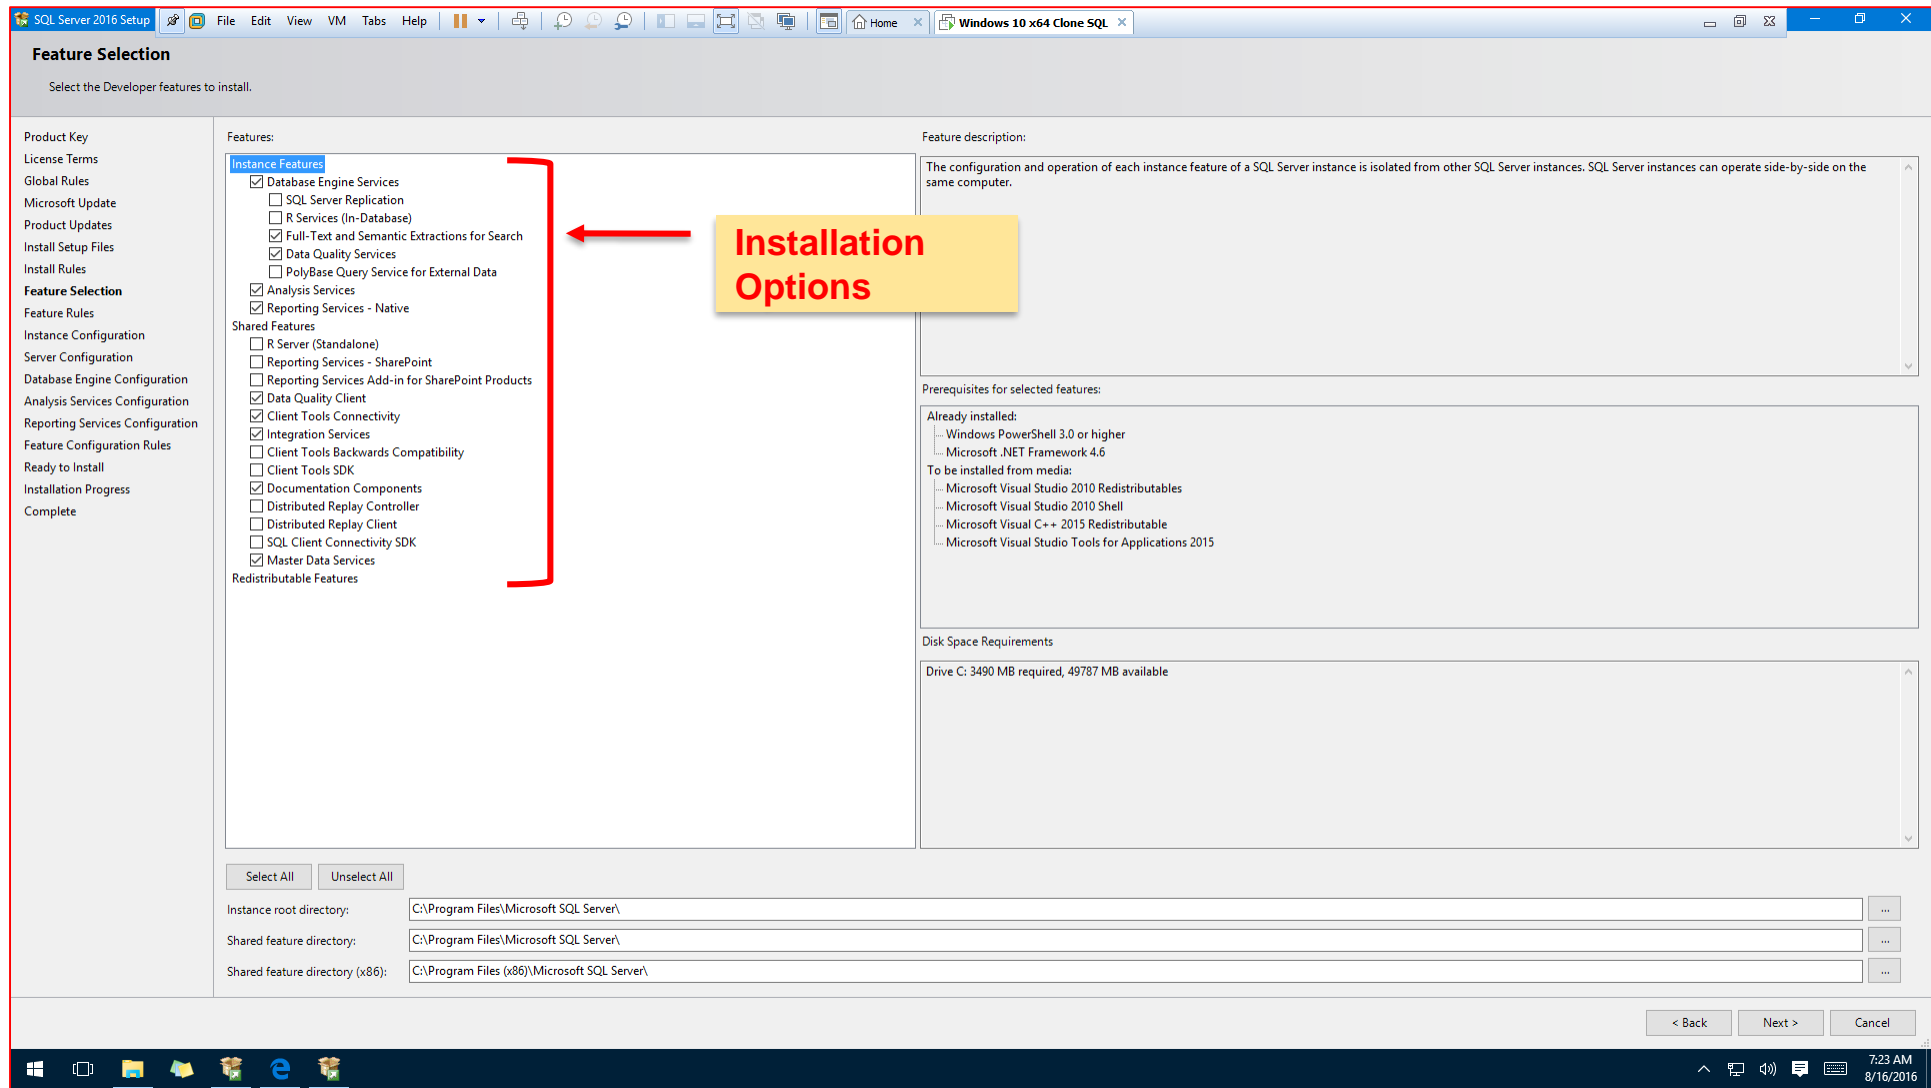 SQL Server 2016 Setup
File Edit View VM Tabs Help
Home
Windows 10 x64 Clone SQL
Feature Selection
Select the Developer features to install.
Product Key
License Terms
Global Rules
Microsoft Update
Product Updates
Install Setup Files
Install Rules
Feature Selection
Feature Rules
Instance Configuration
Server Configuration
Database Engine Configuration
Analysis Services Configuration
Reporting Services Configuration
Feature Configuration Rules
Ready to Install
Installation Progress
Complete
Features:
Instance Features
Database Engine Services
SQL Server Replication
R Services (In-Database)
Full-Text and Semantic Extractions for Search
Data Quality Services
PolyBase Query Service for External Data
Analysis Services
Reporting Services - Native
Shared Features
R Server (Standalone)
Reporting Services - SharePoint
Reporting Services Add-in for SharePoint Products
Data Quality Client
Client Tools Connectivity
Integration Services
Client Tools Backwards Compatibility
Client Tools SDK
Documentation Components
Distributed Replay Controller
Distributed Replay Client
SQL Client Connectivity SDK
Master Data Services
Redistributable Features
Installation
Options
Feature description:
The configuration and operation of each instance feature of a SQL Server instance is isolated from other SQL Server instances. SQL Server instances can operate side-by-side on the
same computer.
Prerequisites for selected features:
Already installed:
Windows PowerShell 3.0 or higher
Microsoft .NET Framework 4.6
To be installed from media:
Microsoft Visual Studio 2010 Redistributables
Microsoft Visual Studio 2010 Shell
Microsoft Visual C++ 2015 Redistributable
Microsoft Visual Studio Tools for Applications 2015
Disk Space Requirements
Drive C: 3490 MB required, 49787 MB available
Select All
Unselect All
Instance root directory:
C:\Program Files\Microsoft SQL Server\
...
Shared feature directory:
C:\Program Files\Microsoft SQL Server\
...
Shared feature directory (x86):
C:\Program Files (x86)\Microsoft SQL Server\
...
< Back
Next >
Cancel
7:23 AM
8/16/2016